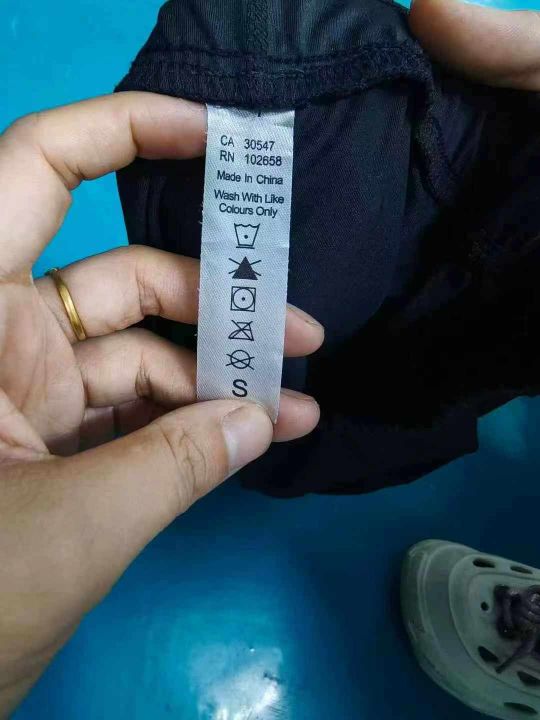 CA 30547
RN 102658
Made In China
Wash With Like
Colours Only
S